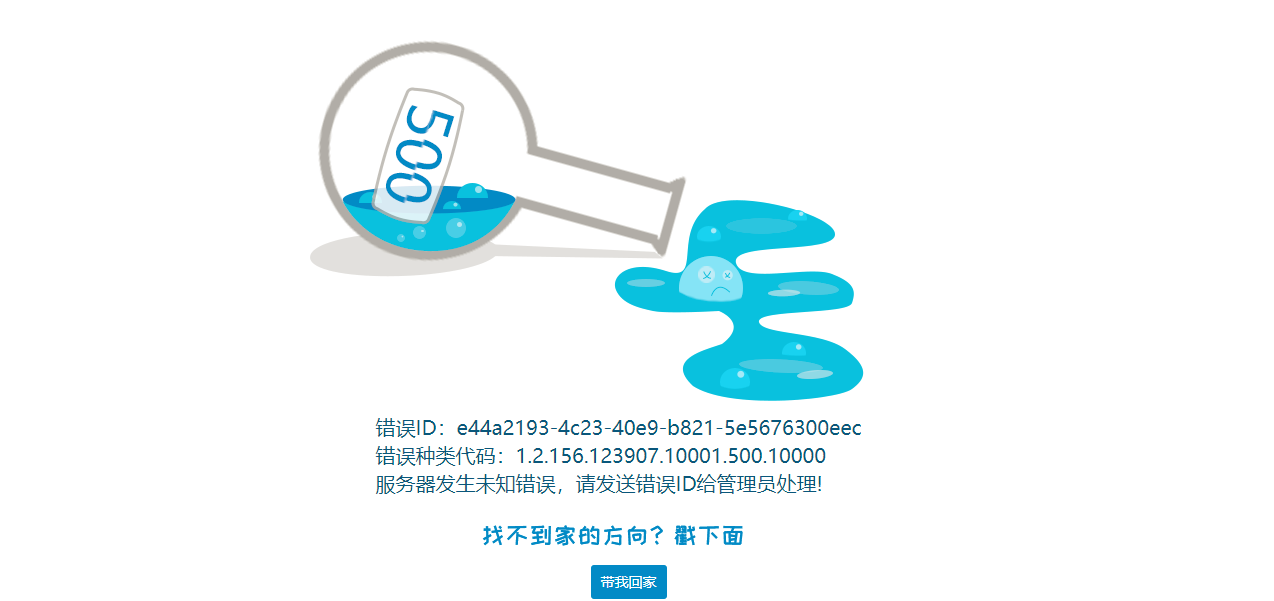 500
错误ID：e44a2193-4c23-40e9-b821-5e5676300eec
错误种类代码：1.2.156.123907.10001.500.10000
服务器发生未知错误，请发送错误ID给管理员处理!
找不到家的方向？戳下面
带我回家